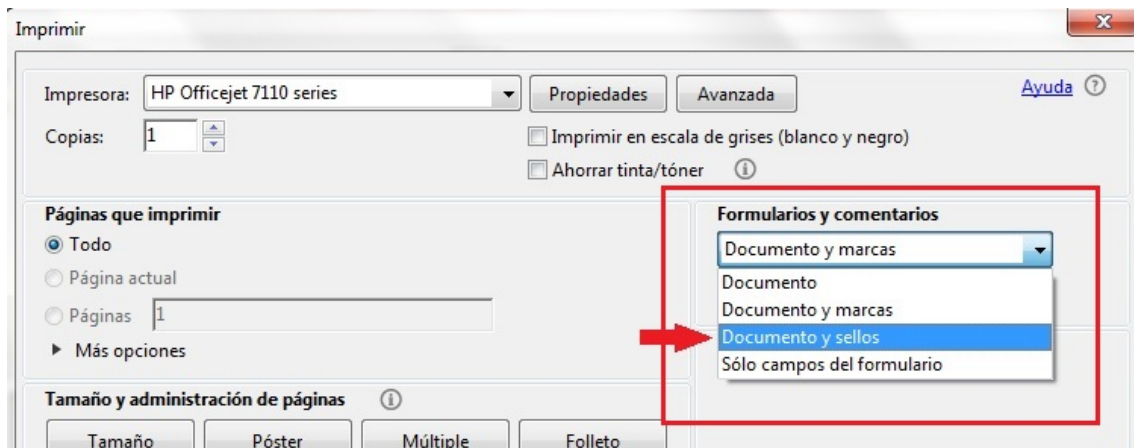 Imprimir
Impresora: HP Officejet 7110 series Propiedades Avanzada Ayuda
Copias: 1 Imprimir en escala de grises (blanco y negro)
Ahorrar tinta/tóner
Páginas que imprimir
Todo
Página actual
Páginas 1
Más opciones
Formularios y comentarios
Documento y marcas
Documento
Documento y marcas
Documento y sellos
Sólo campos del formulario
Tamaño y administración de páginas
Tamaño Póster Múltiple Folleto